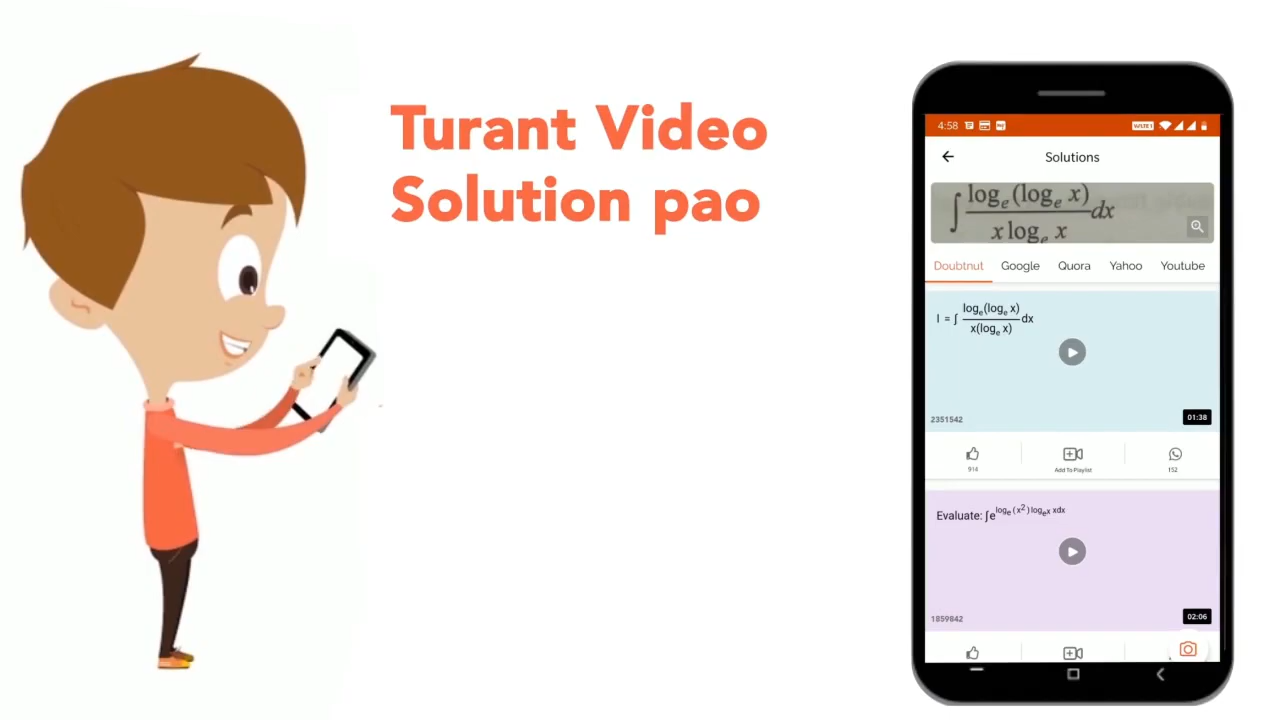 Turant Video
Solution pao
4:58
Solutions
∫ logₑ(logₑ x) / x logₑ x dx
Doubtnut Google Quora Yahoo Youtube
I = ∫ logₑ(logₑ x) / x(logₑ x) dx
2351542 01:38
914 Add To Playlist 152
Evaluate: ∫e^logₑ(x²)logₑx xdx
1859842 02:06